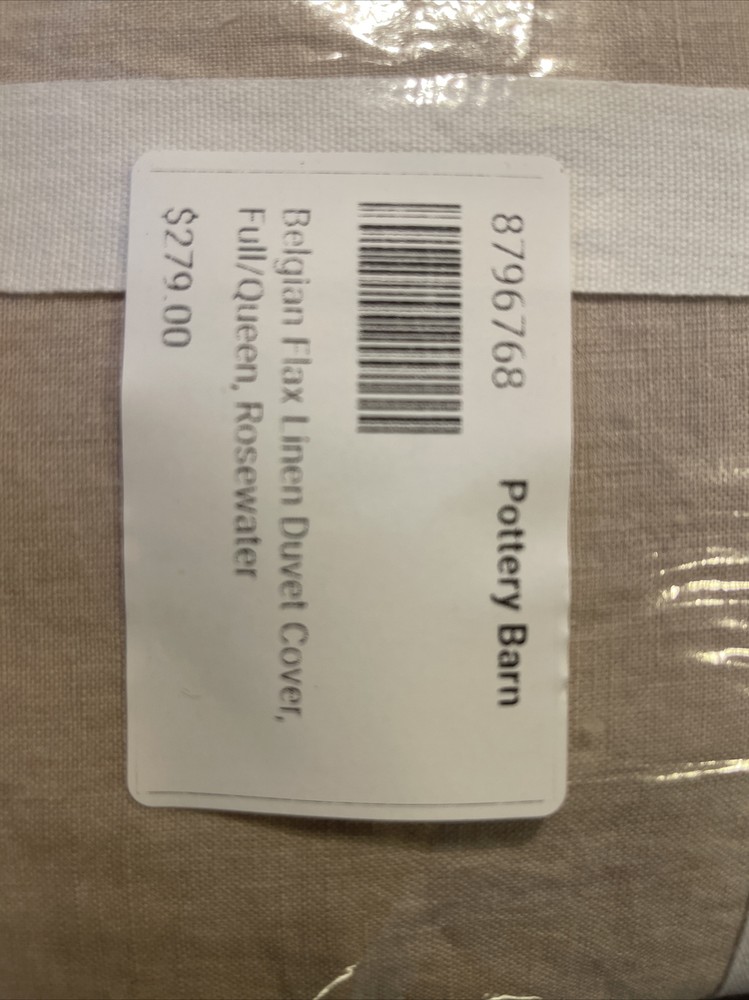 8796768 Pottery Barn
Belgian Flax Linen Duvet Cover,
Full/Queen, Rosewater
$279.00